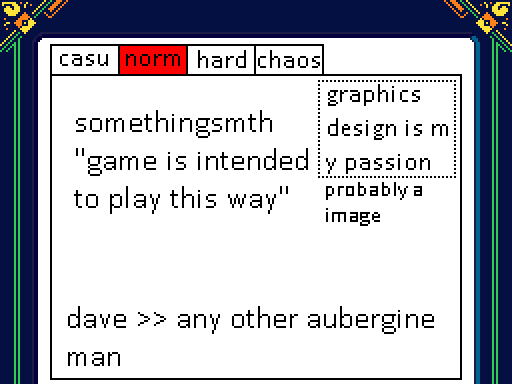 casu norm hard chaos
graphics
design is m
y passion
probably a
image
somethingsmth
"game is intended
to play this way"
dave >> any other aubergine
man